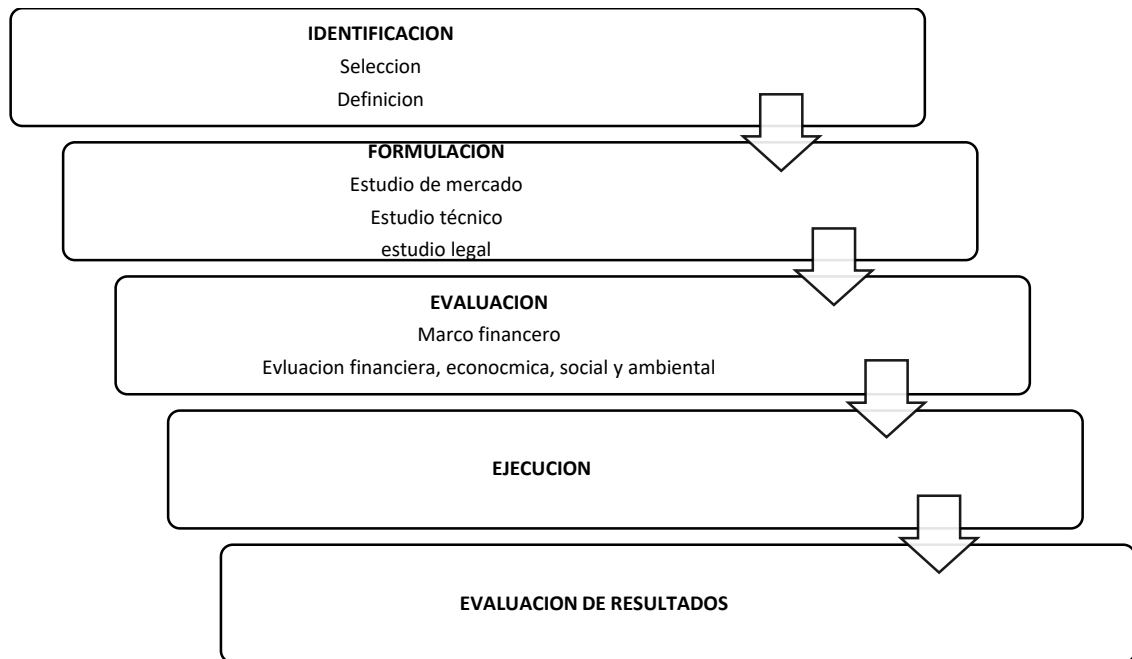 IDENTIFICACION
Seleccion
Definicion
FORMULACION
Estudio de mercado
Estudio técnico
estudio legal
EVALUACION
Marco financero
Evluacion financiera, econocmica, social y ambiental
EJECUCION
EVALUACION DE RESULTADOS